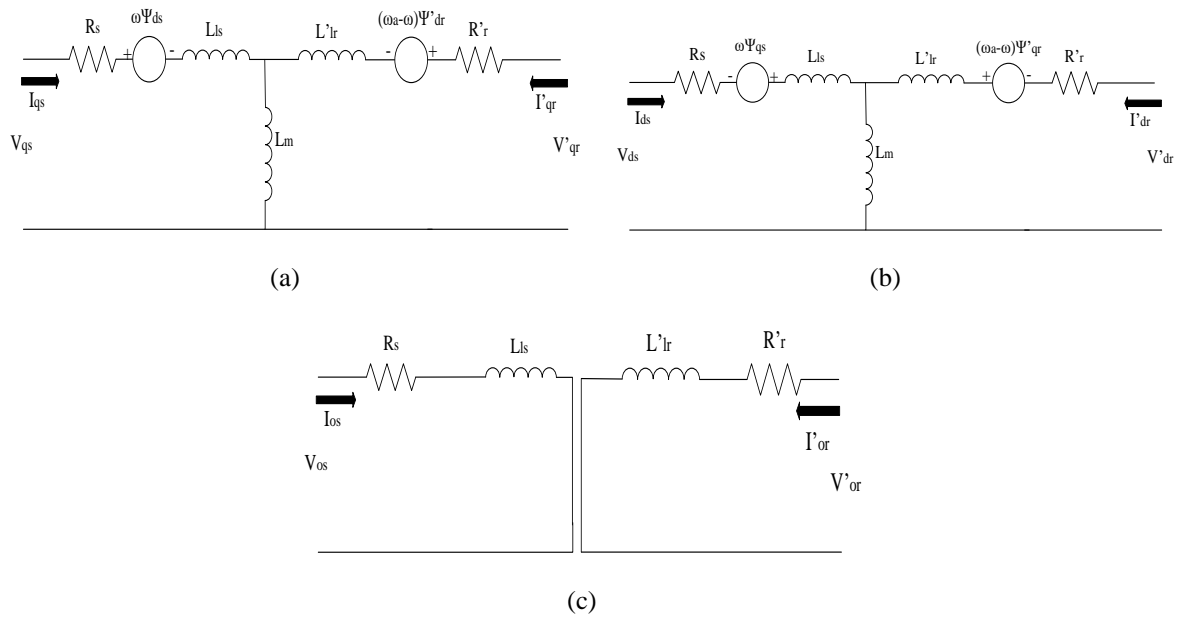 Rs
ωΨds
Lls
L'lr
(ωa-ω)Ψ'dr
R'r
+
-
-
+
Iqs
I'qr
Lm
Vqs
V'qr
(a)
Rs
ωΨqs
Lls
L'lr
(ωa-ω)Ψ'qr
R'r
-
+
+
-
Ids
I'dr
Lm
Vds
V'dr
(b)
Rs
Lls
L'lr
R'r
Ios
I'or
Vos
V'or
(c)